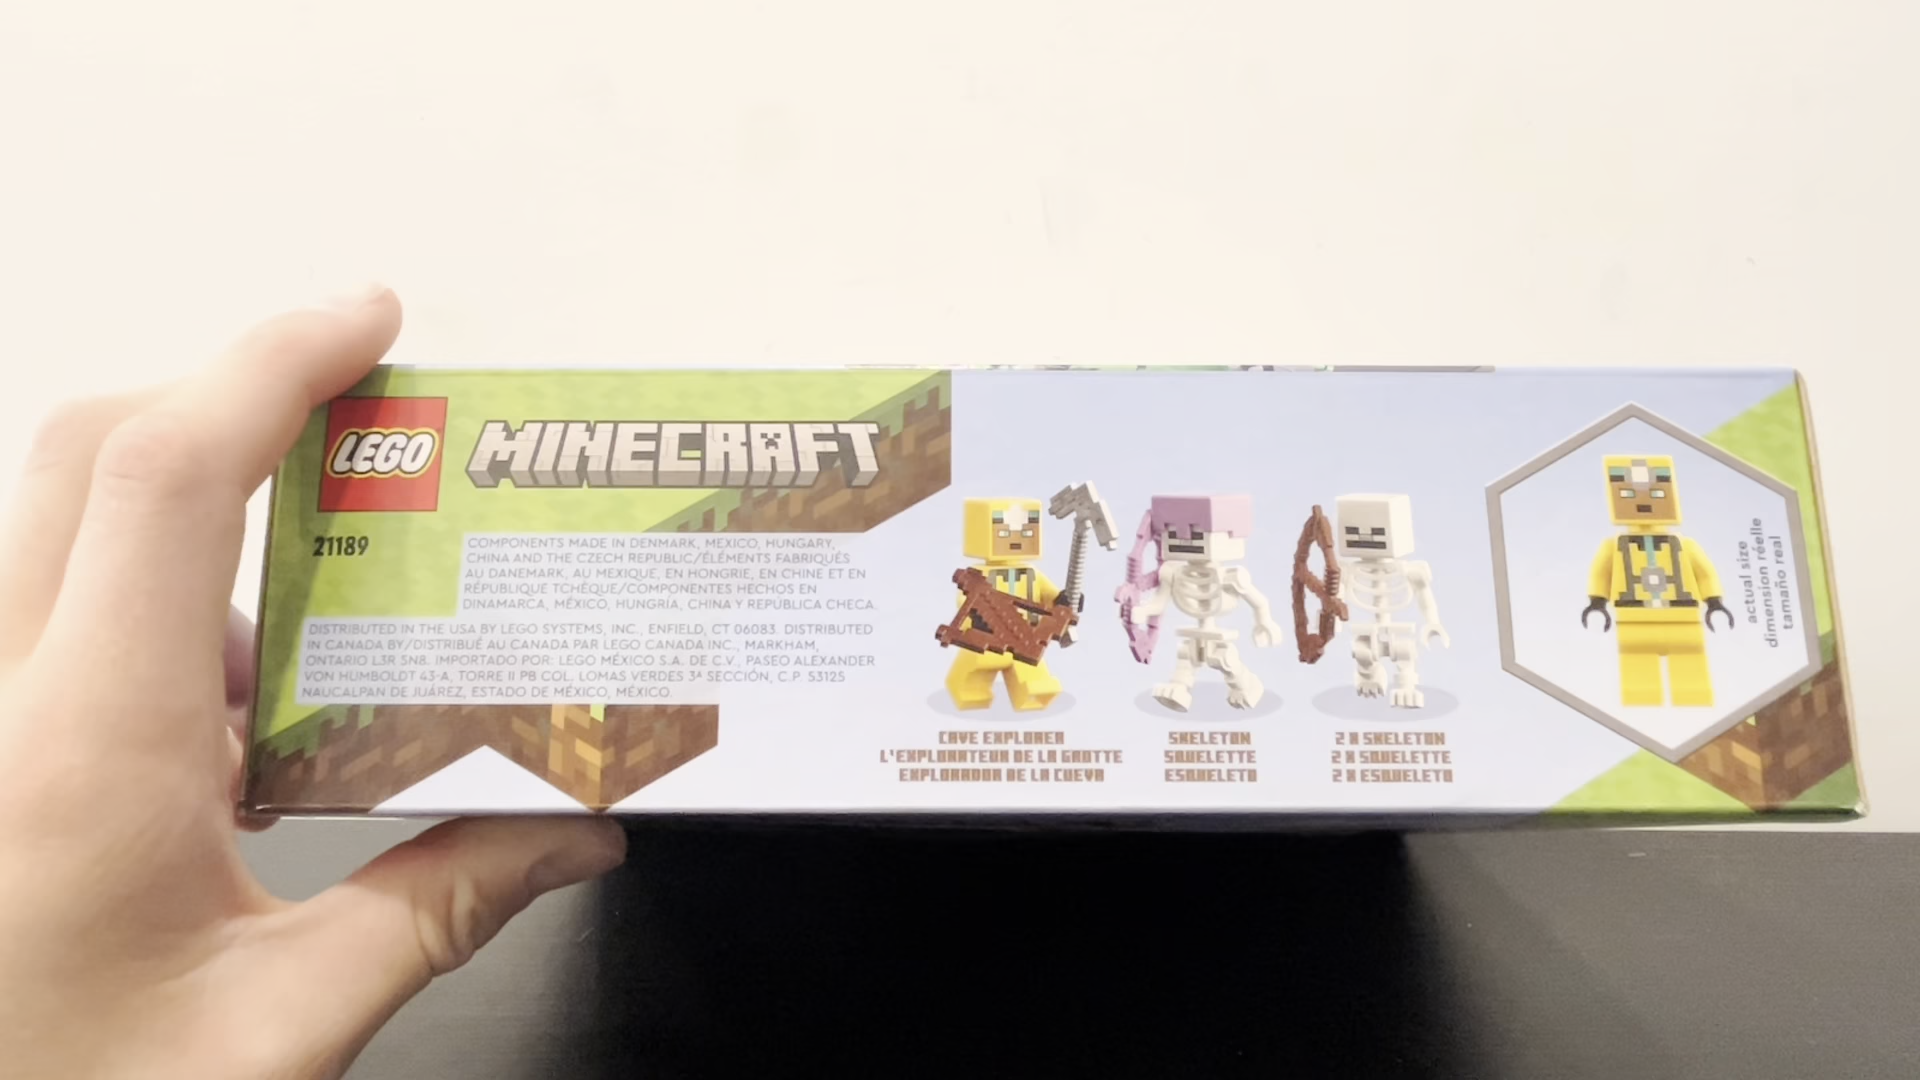 LEGO
MINECRAFT
21189
COMPONENTS MADE IN DENMARK, MEXICO, HUNGARY,
CHINA AND THE CZECH REPUBLIC/ÉLÉMENTS FABRIQUÉS
AU DANEMARK, AU MEXIQUE, EN HONGRIE, EN CHINE ET EN
RÉPUBLIQUE TCHÈQUE/COMPONENTES HECHOS EN
DINAMARCA, MÉXICO, HUNGRÍA, CHINA Y REPÚBLICA CHECA.
DISTRIBUTED IN THE USA BY LEGO SYSTEMS, INC., ENFIELD, CT 06083. DISTRIBUTED
IN CANADA BY/DISTRIBUÉ AU CANADA PAR LEGO CANADA INC., MARKHAM,
ONTARIO L3R 5N8. IMPORTADO POR: LEGO MÉXICO S.A. DE C.V., PASEO ALEXANDER
VON HUMBOLDT 43-A, TORRE II PB COL. LOMAS VERDES 3ª SECCIÓN, C.P. 53125
NAUCALPAN DE JUÁREZ, ESTADO DE MÉXICO, MÉXICO.
CAVE EXPLORER
L'EXPLORATEUR DE LA GROTTE
EXPLORADOR DE LA CUEVA
SKELETON
SQUELETTE
ESQUELETO
2 X SKELETON
2 X SQUELETTE
2 X ESQUELETO
actual size
dimension réelle
tamaño real